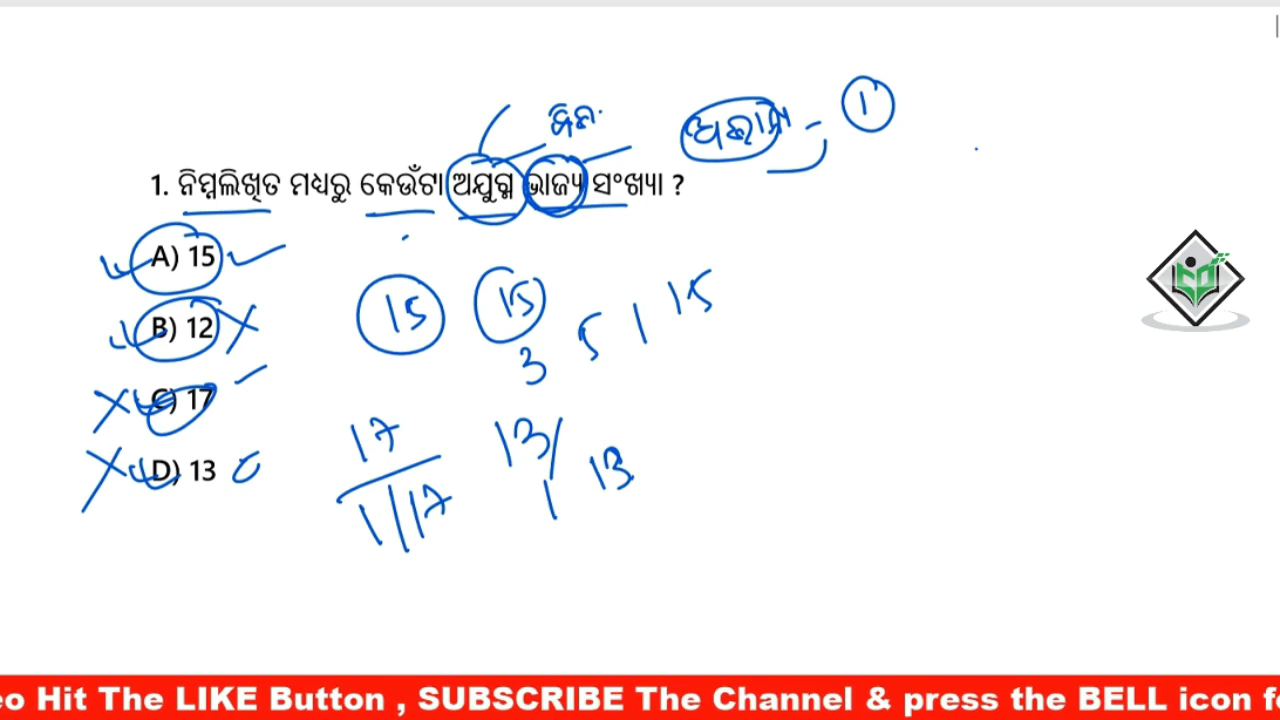 1. ନିମ୍ନଲିଖିତ ମଧ୍ୟରୁ କେଉଁଟା ଅଯୁଗ୍ମ ଭାଜ୍ୟ ସଂଖ୍ୟା ?
A) 15
B) 12
15 15
3 5 1 15
C) 17
D) 13
17 13
1 17 1 13
eo Hit The LIKE Button , SUBSCRIBE The Channel & press the BELL icon fo